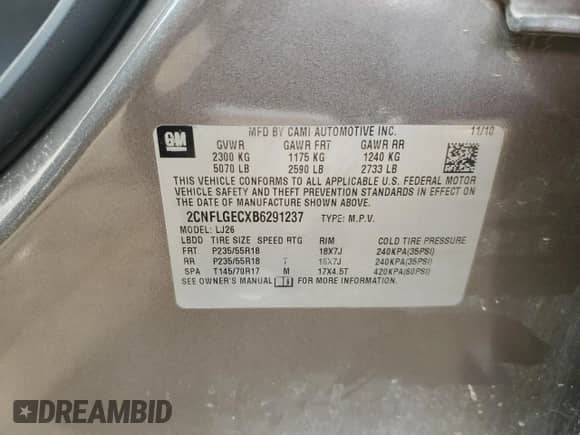 GM
MFD BY CAMI AUTOMOTIVE INC. 11/10
GVWR GAWR FRT GAWR RR
2300 KG 1175 KG 1240 KG
5070 LB 2590 LB 2733 LB
THIS VEHICLE CONFORMS TO ALL APPLICABLE U.S. FEDERAL MOTOR
VEHICLE SAFETY AND THEFT PREVENTION STANDARDS IN EFFECT ON
THE DATE OF MANUFACTURE SHOWN ABOVE.
2CNFLGECXB6291237 TYPE: M.P.V.
MODEL: LJ26
LBDD TIRE SIZE SPEED RTG RIM COLD TIRE PRESSURE
FRT P235/55R18 18X7J 240KPA(35PSI)
RR P235/55R18 T 18X7J 240KPA(35PSI)
SPA T145/70R17 M 17X4.5T 420KPA(60PSI)
SEE OWNER'S MANUAL FOR MORE INFORMATION.
DREAMBID